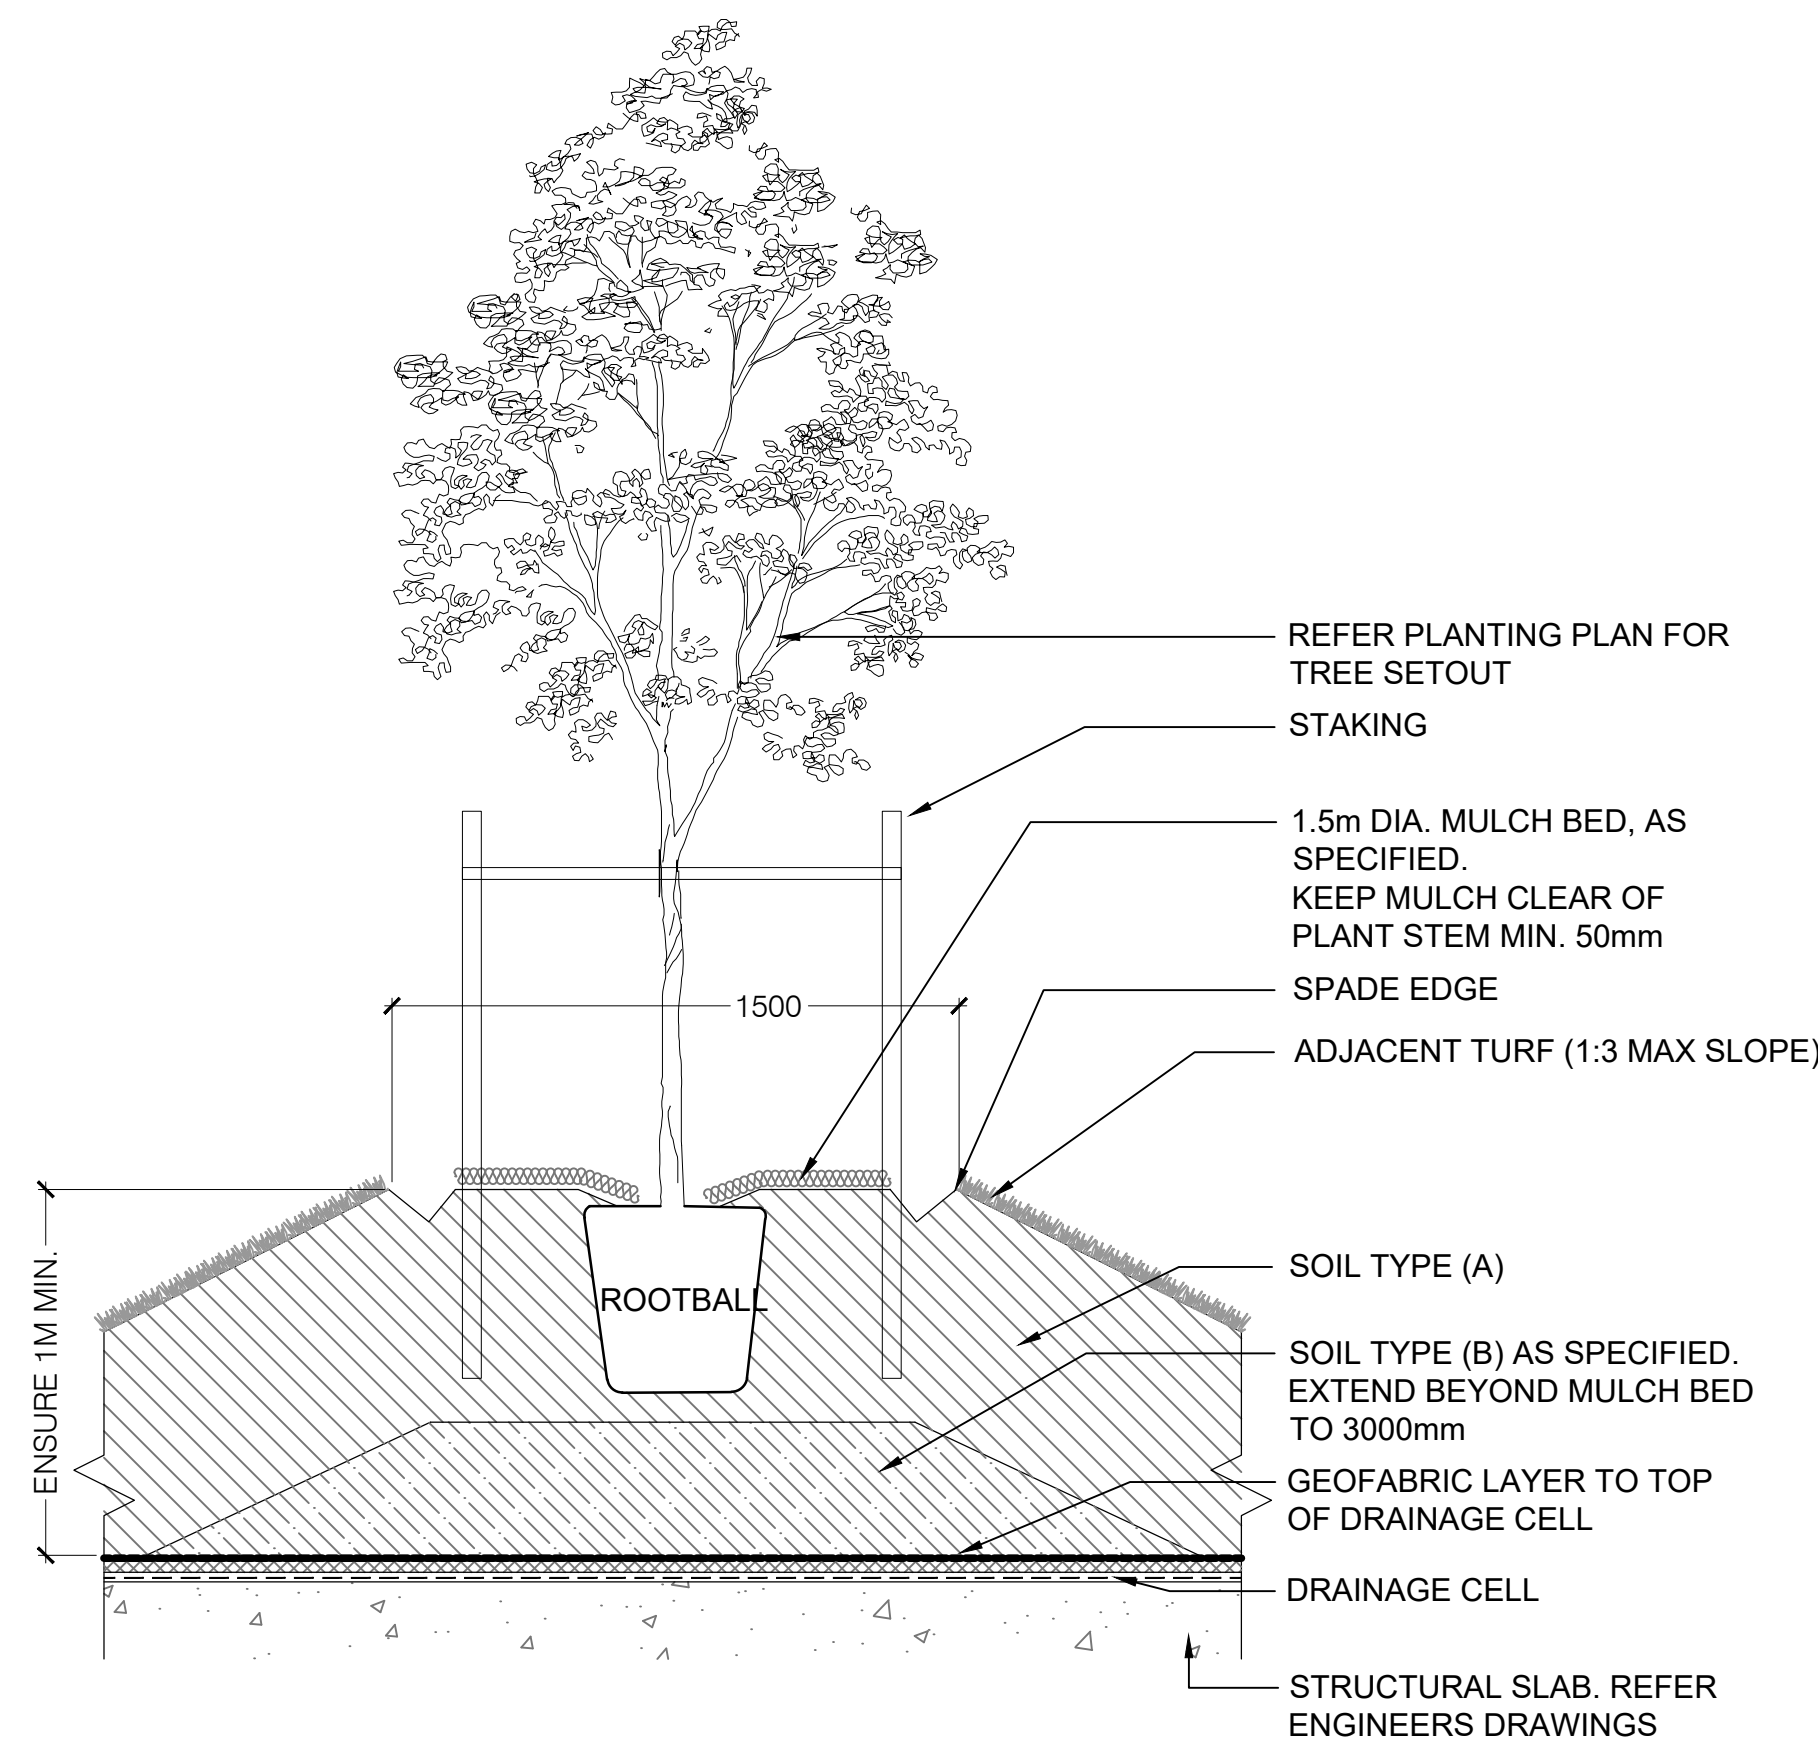 REFER PLANTING PLAN FOR
TREE SETOUT
STAKING
1.5m DIA. MULCH BED, AS
SPECIFIED.
KEEP MULCH CLEAR OF
PLANT STEM MIN. 50mm
SPADE EDGE
1500
ADJACENT TURF (1:3 MAX SLOPE)
SOIL TYPE (A)
ROOTBALL
ENSURE 1M MIN.
SOIL TYPE (B) AS SPECIFIED.
EXTEND BEYOND MULCH BED
TO 3000mm
GEOFABRIC LAYER TO TOP
OF DRAINAGE CELL
DRAINAGE CELL
STRUCTURAL SLAB. REFER
ENGINEERS DRAWINGS